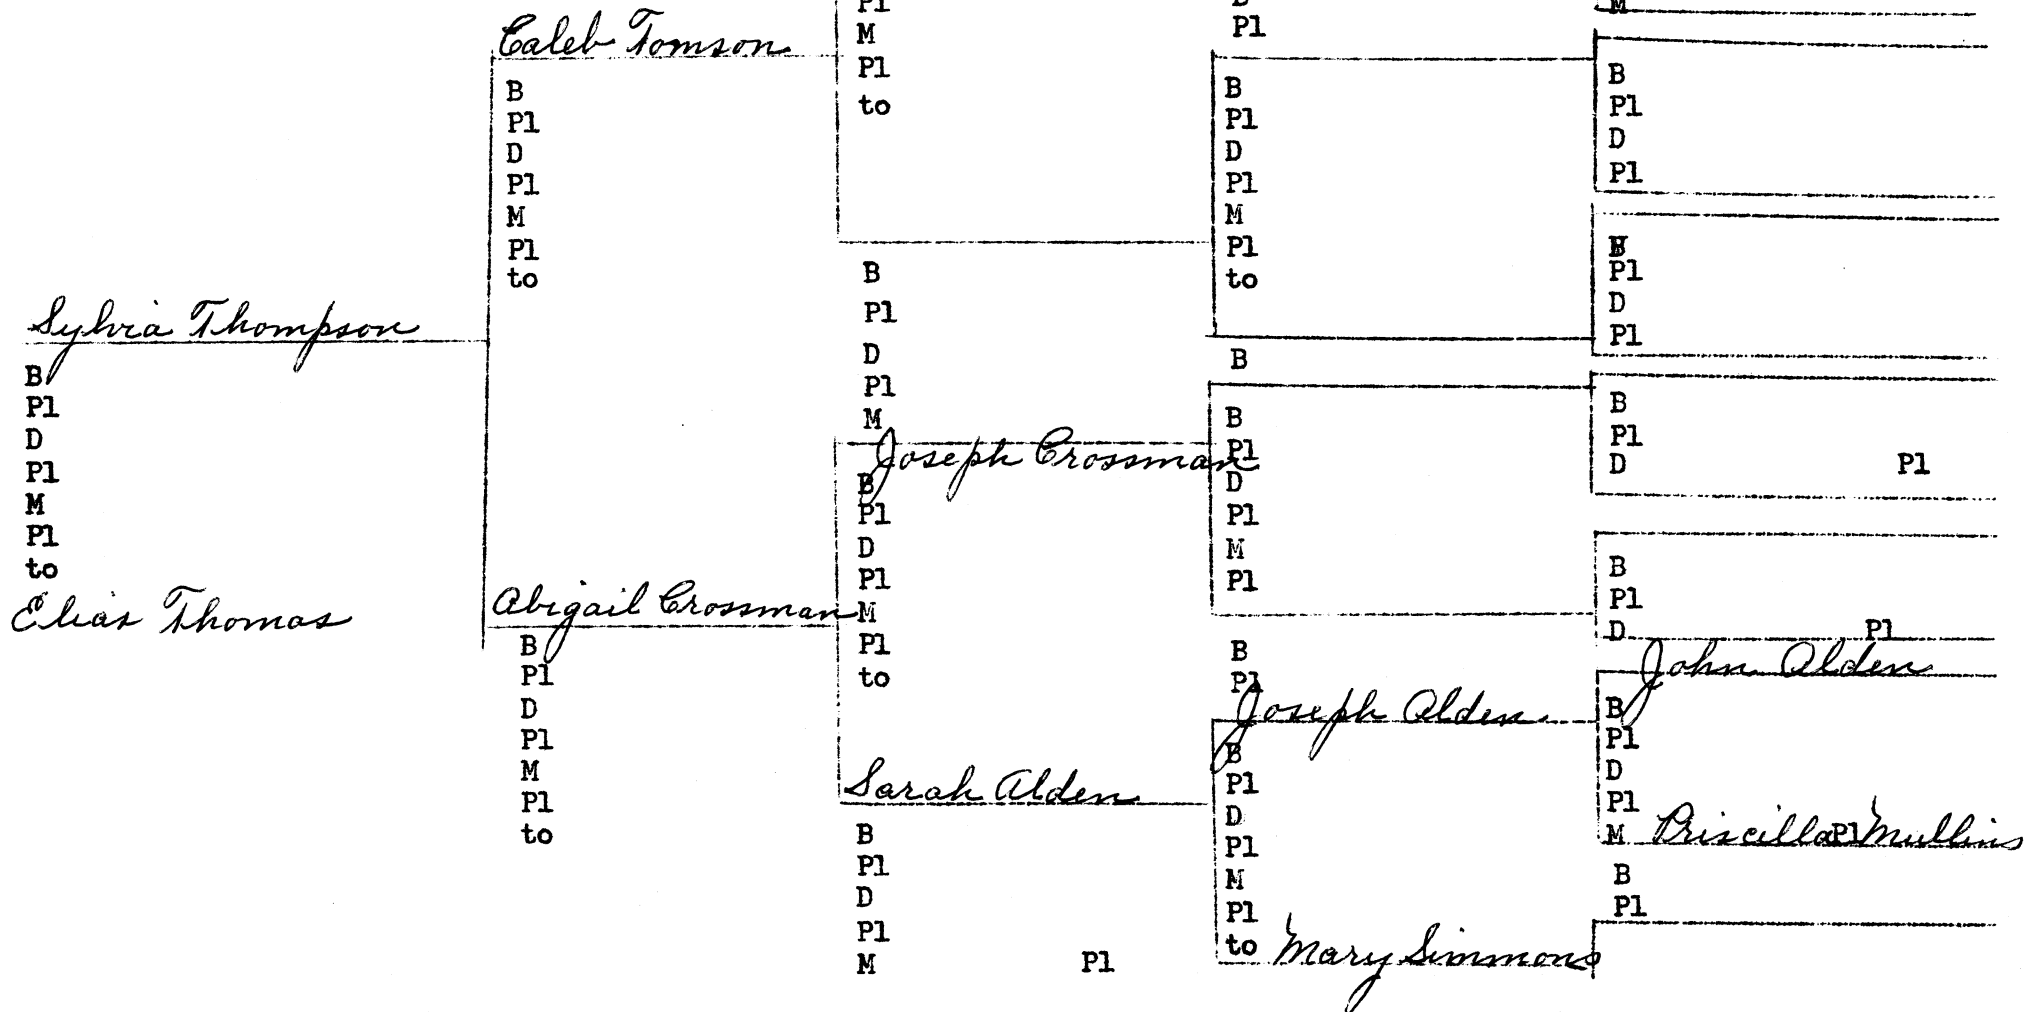 Caleb Tomson
B
Pl
D
Pl
M
Pl
to
Sylvia Thompson
B
Pl
D
Pl
M
Pl
to
Elias Thomas
Abigail Crossman
B
Pl
D
Pl
M
Pl
to
Pl
M
Pl
to
B
Pl
D
Pl
M
Joseph Crossman
B
Pl
D
Pl
M
Pl
to
Sarah Alden
B
Pl
D
Pl
M Pl
B
Pl
B
Pl
D
Pl
M
Pl
to
B
B
Pl
D
Pl
M
Pl
B
Pl
Joseph Alden
B
Pl
D
Pl
M
Pl
to Mary Simmons
M
B
Pl
D
Pl
Pl
D
Pl
B
Pl
D Pl
B
Pl
D Pl
John Alden
B
Pl
D
Pl
M Priscilla Pl Mullins
B
Pl